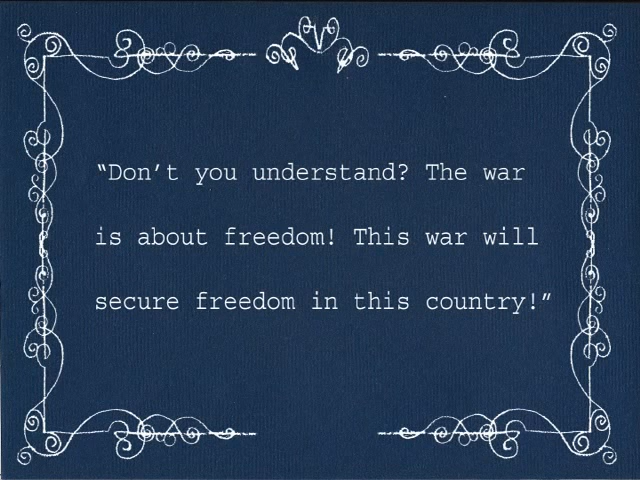 “Don’t you understand? The war
is about freedom! This war will
secure freedom in this country!”